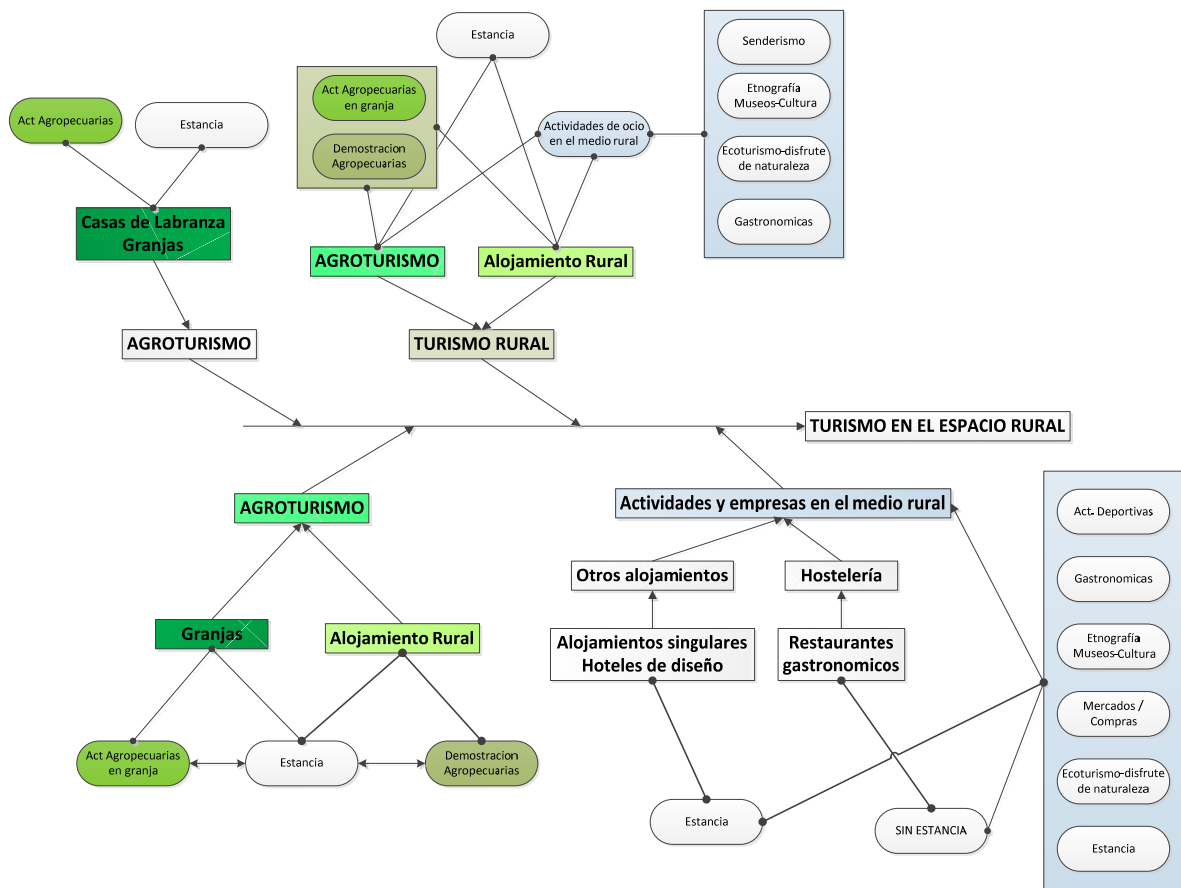 Estancia
Senderismo
Etnografía
Museos-Cultura
Ecoturismo-disfrute
de naturaleza
Gastronomicas
Act Agropecuarias
en granja
Demostracion
Agropecuarias
Actividades de ocio
en el medio rural
Act Agropecuarias
Estancia
Casas de Labranza
Granjas
AGROTURISMO
Alojamiento Rural
AGROTURISMO
TURISMO RURAL
TURISMO EN EL ESPACIO RURAL
AGROTURISMO
Actividades y empresas en el medio rural
Otros alojamientos
Hostelería
Granjas
Alojamiento Rural
Alojamientos singulares
Hoteles de diseño
Restaurantes
gastronomicos
Act Agropecuarias
en granja
Estancia
Demostracion
Agropecuarias
Estancia
SIN ESTANCIA
Act. Deportivas
Gastronomicas
Etnografía
Museos-Cultura
Mercados /
Compras
Ecoturismo-disfrute
de naturaleza
Estancia